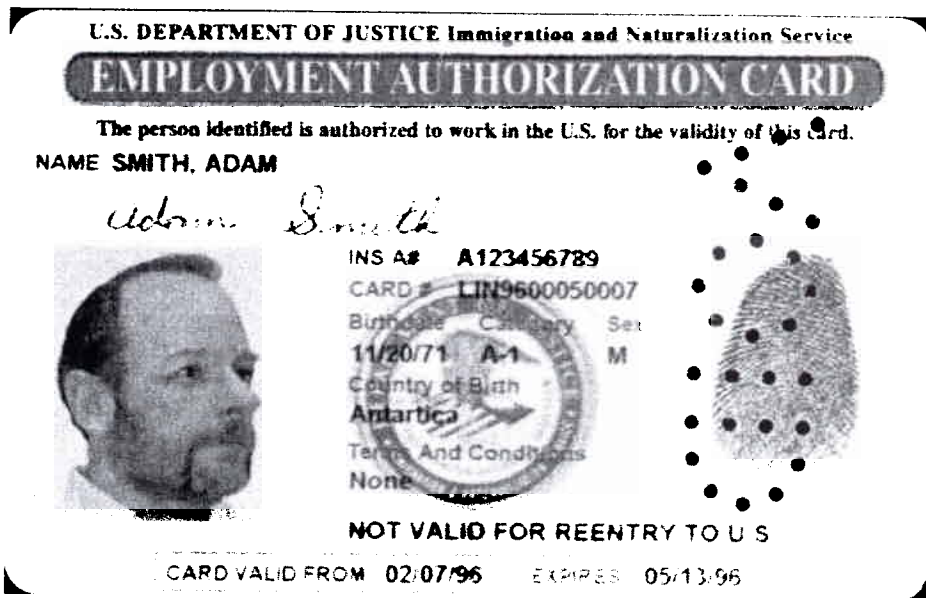 U.S. DEPARTMENT OF JUSTICE Immigration and Naturalization Service
EMPLOYMENT AUTHORIZATION CARD
The person identified is authorized to work in the U.S. for the validity of this card.
NAME SMITH, ADAM
Adam Smith
INS A# A123456789
CARD # LIN9600050007
Birthdate Category Sex
11/20/71 A-1 M
Country of Birth
Antartica
Terms And Conditions
None
NOT VALID FOR REENTRY TO U S
CARD VALID FROM 02/07/96 EXPIRES 05/13/96